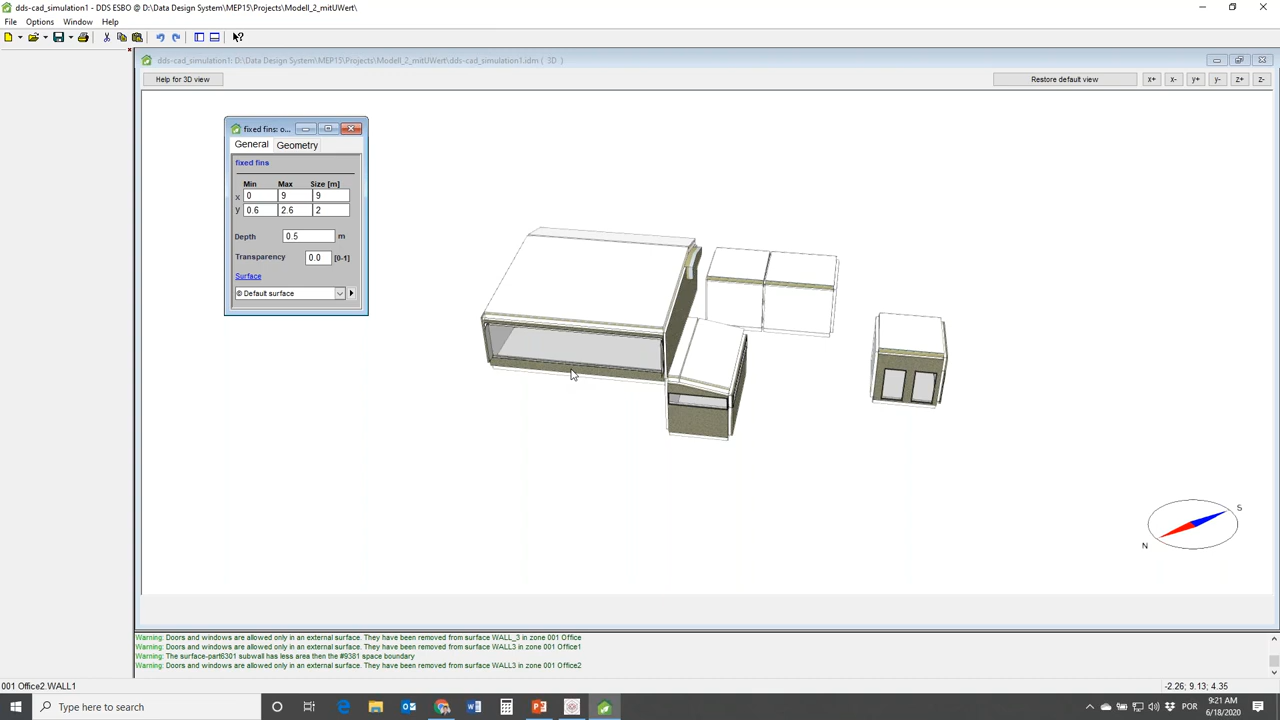 dds-cad_simulation1 - DDS ESBO @ D:\Data Design System\MEP15\Projects\Modell_2_mitUWert\
File Options Window Help
dds-cad_simulation1: D:\Data Design System\MEP15\Projects\Modell_2_mitUWert\dds-cad_simulation1.idm ( 3D )
Help for 3D view Restore default view x+ x- y+ y- z+ z-
fixed fins: o...
General Geometry
fixed fins
Min Max Size [m]
x 0 9 9
y 0.6 2.6 2
Depth 0.5 m
Transparency 0.0 [0-1]
Surface
© Default surface
S
N
Warning: Doors and windows are allowed only in an external surface. They have been removed from surface WALL_3 in zone 001 Office
Warning: Doors and windows are allowed only in an external surface. They have been removed from surface WALL3 in zone 001 Office1
Warning: The surface-part6301 subwall has less area then the #9381 space boundary
Warning: Doors and windows are allowed only in an external surface. They have been removed from surface WALL3 in zone 001 Office2
001 Office2.WALL1 -2.26; 9.13; 4.35
Type here to search POR 9:21 AM
6/18/2020